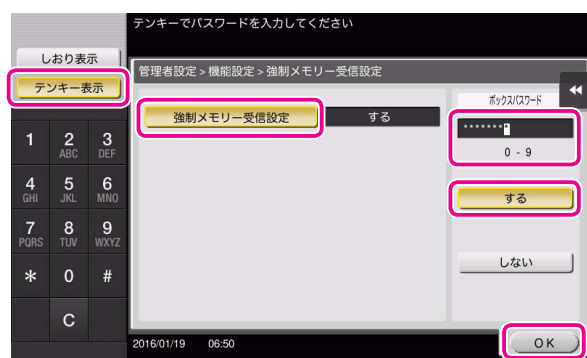 テンキーでパスワードを入力してください
しおり表示
テンキー表示
管理者設定 > 機能設定 > 強制メモリー受信設定
強制メモリー受信設定
する
ボックスパスワード
********
0 - 9
する
しない
1
2 ABC
3 DEF
4 GHI
5 JKL
6 MNO
7 PQRS
8 TUV
9 WXYZ
*
0
#
C
2016/01/19 06:50
OK